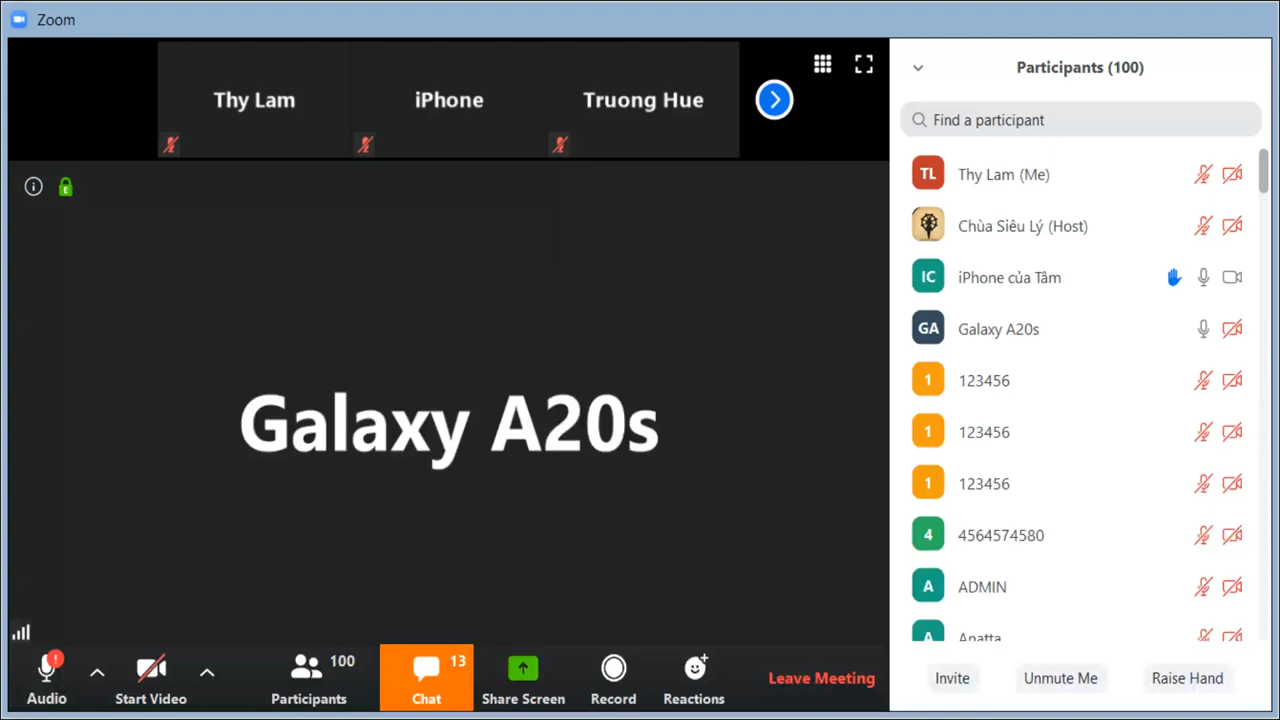 Zoom
Thy Lam
iPhone
Truong Hue
E
Galaxy A20s
Audio
Start Video
100
Participants
13
Chat
Share Screen
Record
Reactions
Leave Meeting
Participants (100)
Find a participant
TL Thy Lam (Me)
Chùa Siêu Lý (Host)
IC iPhone của Tâm
GA Galaxy A20s
1 123456
1 123456
1 123456
4 4564574580
A ADMIN
A Anatta
Invite
Unmute Me
Raise Hand